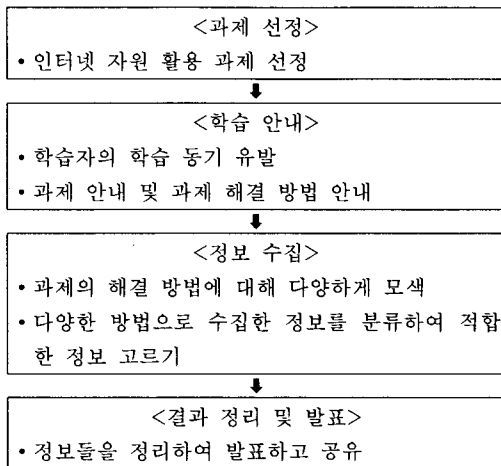 <과제 선정>
• 인터넷 자원 활용 과제 선정
<학습 안내>
• 학습자의 학습 동기 유발
• 과제 안내 및 과제 해결 방법 안내
<정보 수집>
• 과제의 해결 방법에 대해 다양하게 모색
• 다양한 방법으로 수집한 정보를 분류하여 적합
한 정보 고르기
<결과 정리 및 발표>
• 정보들을 정리하여 발표하고 공유